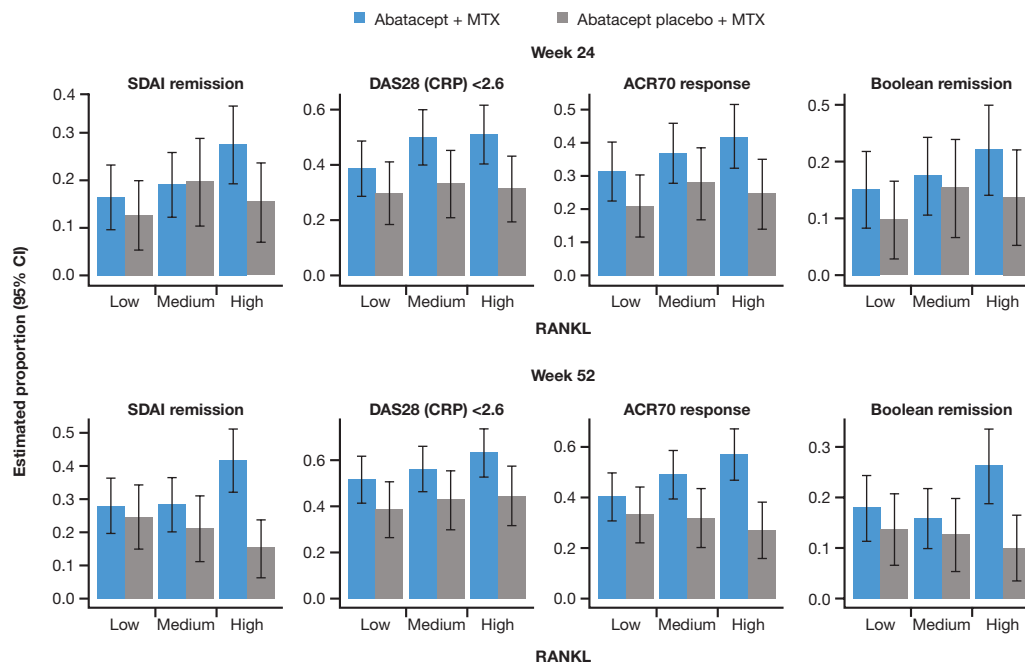 Abatacept + MTX Abatacept placebo + MTX
Week 24
SDAI remission DAS28 (CRP) <2.6 ACR70 response Boolean remission
0.4 0.6 0.5 0.5
0.3 0.4 0.4 0.2
0.2 0.2 0.3 0.1
0.1 0.0 0.2 0.0
0.0 0.1
0.0
Low Medium High Low Medium High Low Medium High Low Medium High
RANKL
Estimated proportion (95% CI)
Week 52
SDAI remission DAS28 (CRP) <2.6 ACR70 response Boolean remission
0.5 0.6 0.6 0.3
0.4 0.4 0.4 0.2
0.3 0.2 0.2 0.1
0.2 0.0 0.0 0.0
0.1
0.0
Low Medium High Low Medium High Low Medium High Low Medium High
RANKL